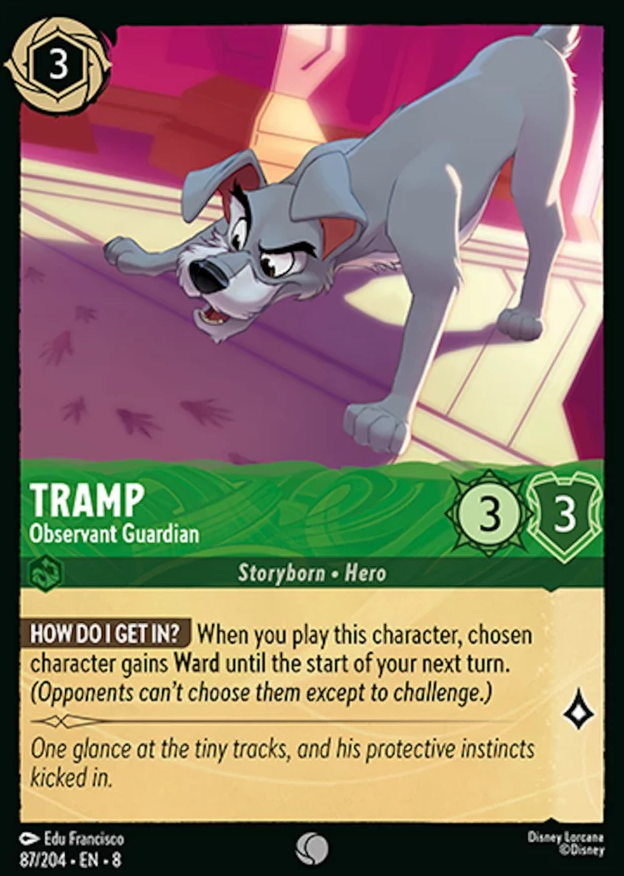 3
TRAMP
Observant Guardian
3
3
Storyborn • Hero
HOW DO I GET IN? When you play this character, chosen
character gains Ward until the start of your next turn.
(Opponents can't choose them except to challenge.)
One glance at the tiny tracks, and his protective instincts
kicked in.
Edu Francisco
87/204 • EN • 8
Disney Lorcana
©Disney